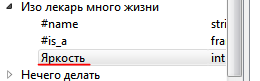 Изо лекарь много жизни
#name stri
#is_a fra
Яркость int
Нечего делать